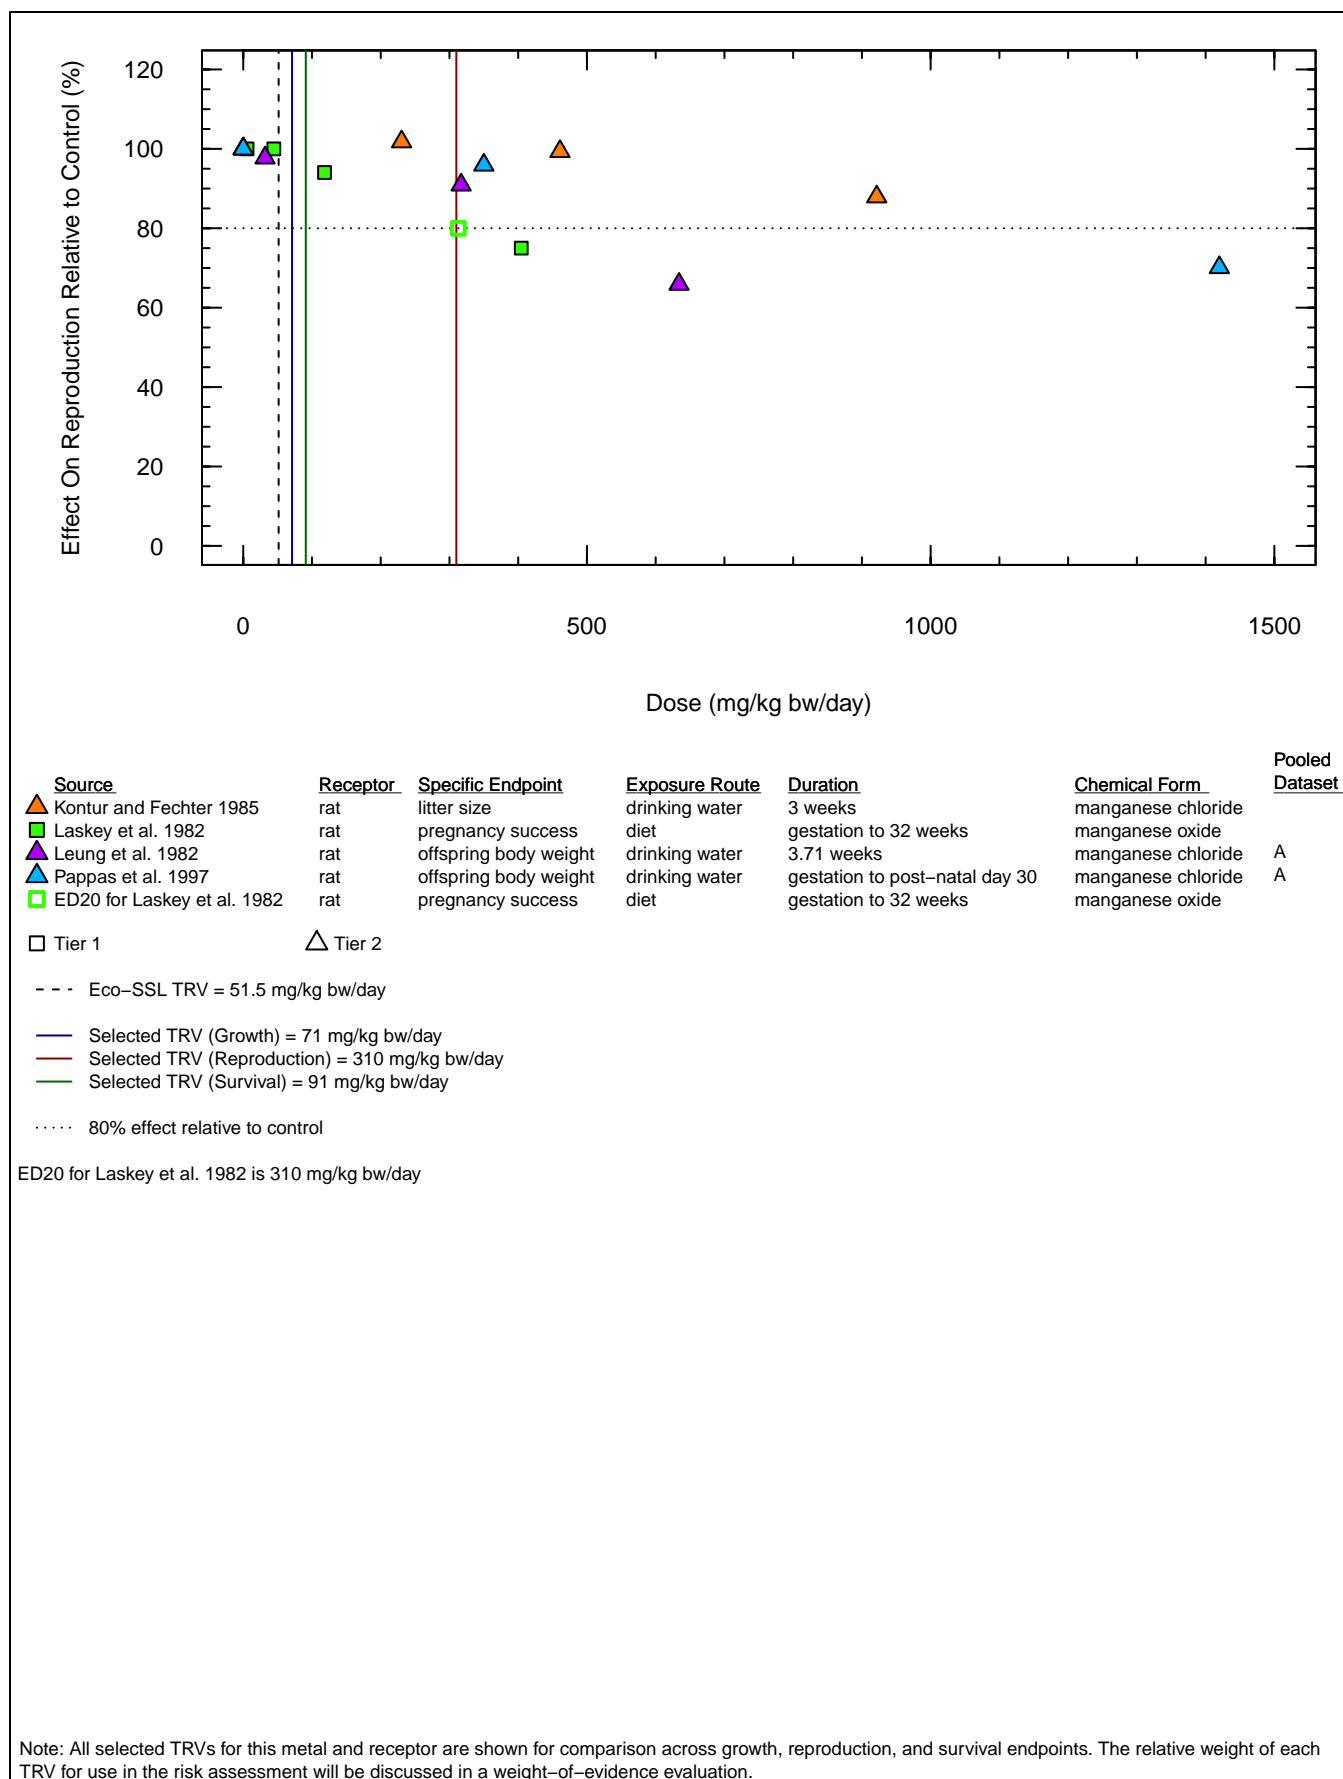 Effect On Reproduction Relative to Control (%)
120
100
80
60
40
20
0
0 500 1000 1500
Dose (mg/kg bw/day)
Pooled
Source Receptor Specific Endpoint Exposure Route Duration Chemical Form Dataset
Kontur and Fechter 1985 rat litter size drinking water 3 weeks manganese chloride
Laskey et al. 1982 rat pregnancy success diet gestation to 32 weeks manganese oxide
Leung et al. 1982 rat offspring body weight drinking water 3.71 weeks manganese chloride A
Pappas et al. 1997 rat offspring body weight drinking water gestation to post−natal day 30 manganese chloride A
ED20 for Laskey et al. 1982 rat pregnancy success diet gestation to 32 weeks manganese oxide
Tier 1 Tier 2
Eco−SSL TRV = 51.5 mg/kg bw/day
Selected TRV (Growth) = 71 mg/kg bw/day
Selected TRV (Reproduction) = 310 mg/kg bw/day
Selected TRV (Survival) = 91 mg/kg bw/day
80% effect relative to control
ED20 for Laskey et al. 1982 is 310 mg/kg bw/day
Note: All selected TRVs for this metal and receptor are shown for comparison across growth, reproduction, and survival endpoints. The relative weight of each
TRV for use in the risk assessment will be discussed in a weight−of−evidence evaluation.